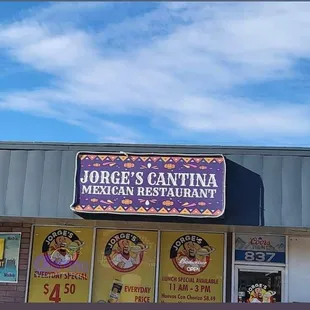 JORGE'S CANTINA
MEXICAN RESTAURANT
JORGE'S
EVERYDAY SPECIAL
$4.50
JORGE'S
EVERYDAY
PRICE
JORGE'S
LUNCH SPECIAL AVAILABLE
11 AM - 3 PM
837